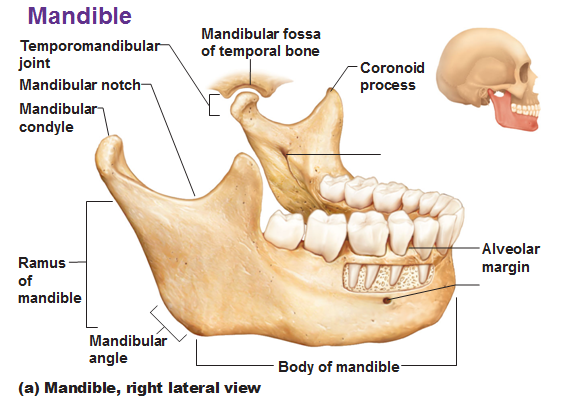 Mandible
Temporomandibular
joint
Mandibular fossa
of temporal bone
Coronoid
process
Mandibular notch
Mandibular
condyle
Alveolar
margin
Ramus
of
mandible
Mandibular
angle
Body of mandible
(a) Mandible, right lateral view